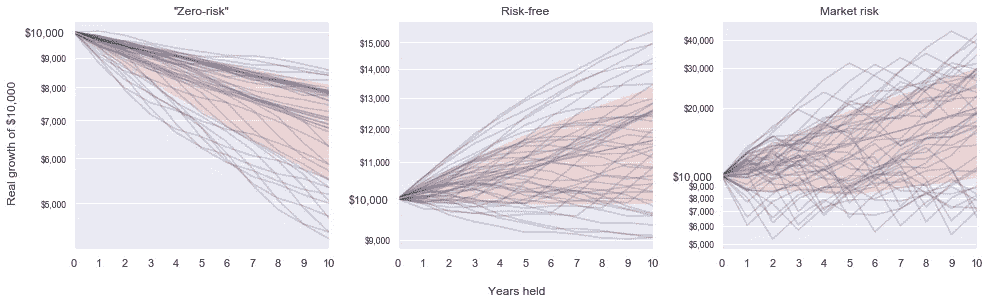 "Zero-risk"
Risk-free
Market risk
Real growth of $10,000
$10,000
$9,000
$8,000
$7,000
$6,000
$5,000
0 1 2 3 4 5 6 7 8 9 10
$15,000
$14,000
$13,000
$12,000
$11,000
$10,000
$9,000
0 1 2 3 4 5 6 7 8 9 10
$40,000
$30,000
$20,000
$10,000
$9,000
$8,000
$7,000
$6,000
$5,000
0 1 2 3 4 5 6 7 8 9 10
Years held